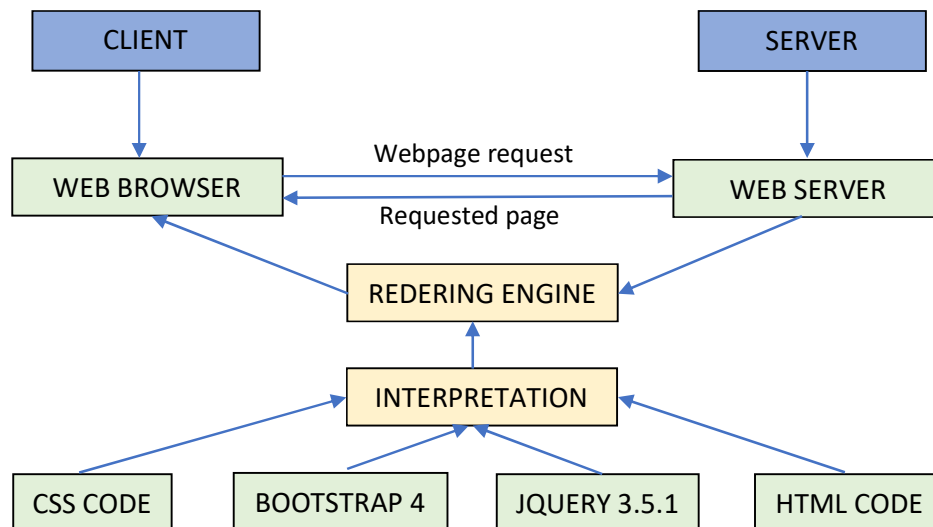 CLIENT
SERVER
Webpage request
WEB BROWSER
WEB SERVER
Requested page
REDERING ENGINE
INTERPRETATION
CSS CODE
BOOTSTRAP 4
JQUERY 3.5.1
HTML CODE